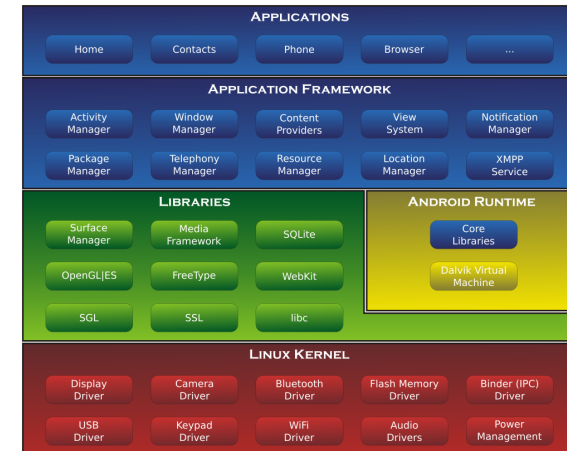 APPLICATIONS
Home
Contacts
Phone
Browser
...
APPLICATION FRAMEWORK
Activity
Manager
Window
Manager
Content
Providers
View
System
Notification
Manager
Package
Manager
Telephony
Manager
Resource
Manager
Location
Manager
XMPP
Service
LIBRARIES
Surface
Manager
Media
Framework
SQLite
OpenGL|ES
FreeType
WebKit
SGL
SSL
libc
ANDROID RUNTIME
Core
Libraries
Dalvik Virtual
Machine
LINUX KERNEL
Display
Driver
Camera
Driver
Bluetooth
Driver
Flash Memory
Driver
Binder (IPC)
Driver
USB
Driver
Keypad
Driver
WiFi
Driver
Audio
Drivers
Power
Management